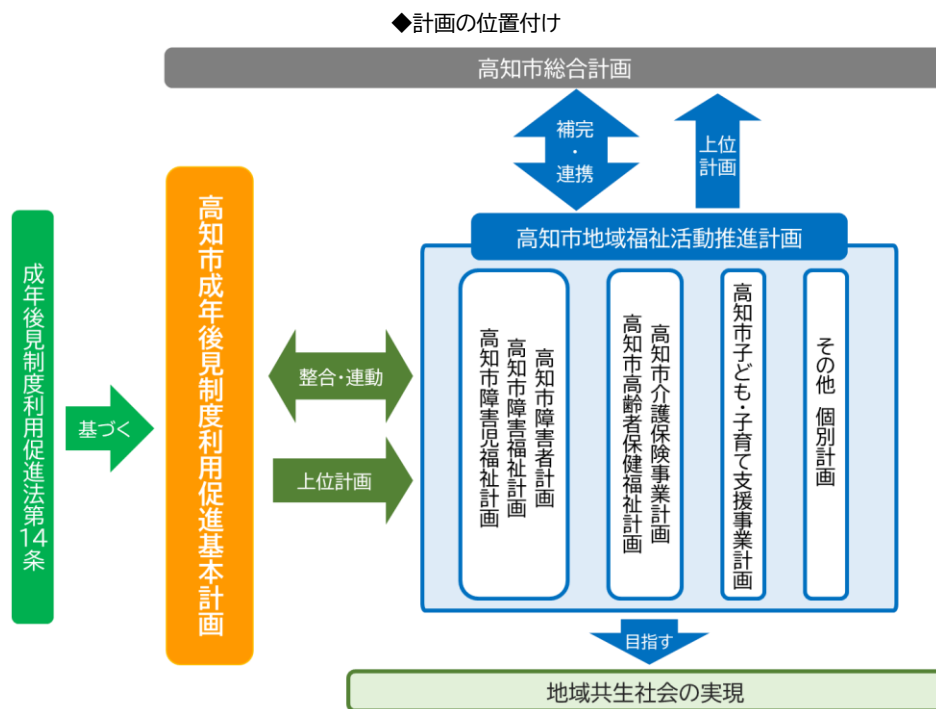 ◆計画の位置付け
高知市総合計画
補完
・
連携
上位
計画
成年後見制度利用促進法第14条
基づく
高知市成年後見制度利用促進基本計画
整合・連動
上位計画
高知市地域福祉活動推進計画
高知市障害者計画
高知市障害福祉計画
高知市障害児福祉計画
高知市介護保険事業計画
高知市高齢者保健福祉計画
高知市子ども・子育て支援事業計画
その他 個別計画
目指す
地域共生社会の実現